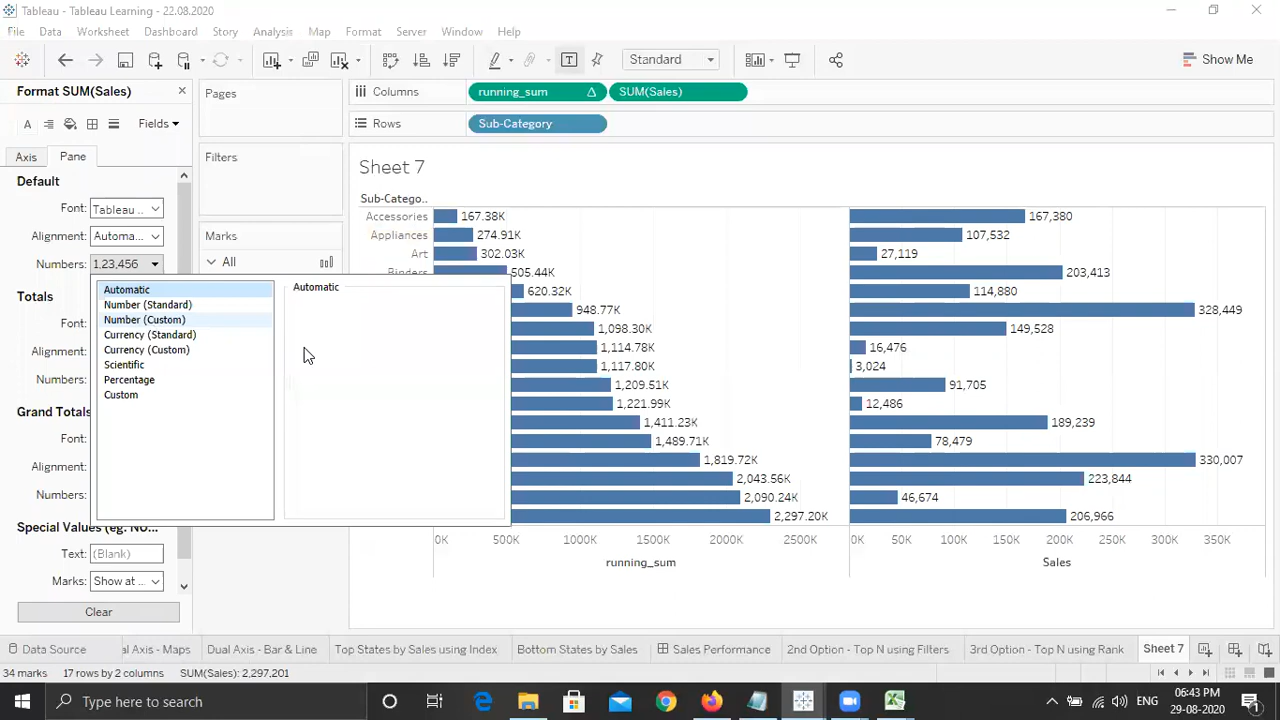 Tableau - Tableau Learning - 22.08.2020
File Data Worksheet Dashboard Story Analysis Map Format Server Window Help
Standard
Show Me
Format SUM(Sales)
Fields
Axis Pane
Default
Font: Tableau ..
Alignment: Automa...
Numbers: 1,23,456
Totals
Font:
Alignment:
Numbers:
Grand Totals
Font:
Alignment:
Numbers:
Special Values (eg. NU...
Text: (Blank)
Marks: Show at ..
Clear
Automatic
Number (Standard)
Number (Custom)
Currency (Standard)
Currency (Custom)
Scientific
Percentage
Custom
Automatic
Pages
Filters
Marks
All
Columns running_sum Δ SUM(Sales)
Rows Sub-Category
Sheet 7
Sub-Catego..
Accessories 167.38K 167,380
Appliances 274.91K 107,532
Art 302.03K 27,119
Binders 505.44K 203,413
620.32K 114,880
948.77K 328,449
1,098.30K 149,528
1,114.78K 16,476
1,117.80K 3,024
1,209.51K 91,705
1,221.99K 12,486
1,411.23K 189,239
1,489.71K 78,479
1,819.72K 330,007
2,043.56K 223,844
2,090.24K 46,674
2,297.20K 206,966
0K 500K 1000K 1500K 2000K 2500K 0K 50K 100K 150K 200K 250K 300K 350K
running_sum Sales
Data Source al Axis - Maps Dual Axis - Bar & Line Top States by Sales using Index Bottom States by Sales Sales Performance 2nd Option - Top N using Filters 3rd Option - Top N using Rank Sheet 7
34 marks 17 rows by 2 columns SUM(Sales): 2,297,201
Type here to search
ENG
06:43 PM
29-08-2020
1